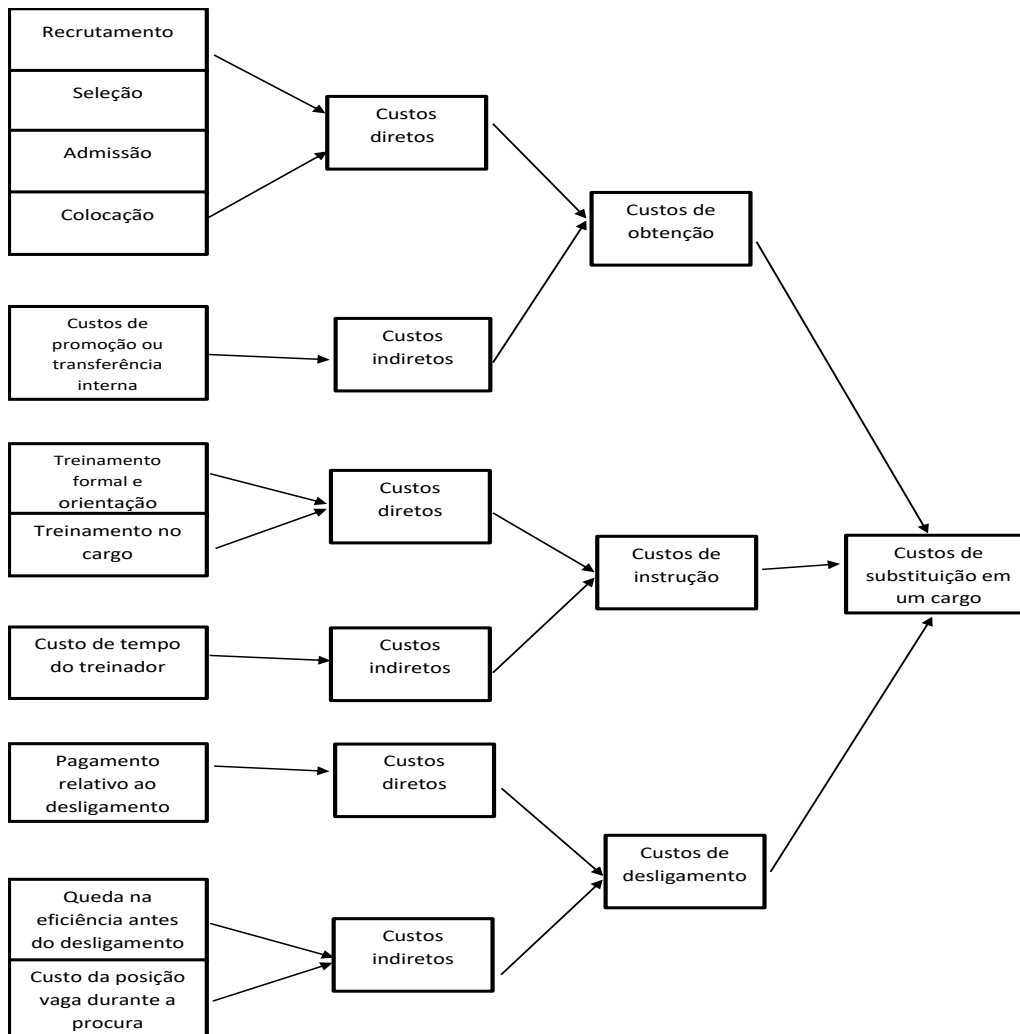 Recrutamento
Seleção
Admissão
Colocação
Custos
diretos
Custos de
obtenção
Custos de
promoção ou
transferência
interna
Custos
indiretos
Treinamento
formal e
orientação
Treinamento no
cargo
Custos
diretos
Custos de
instrução
Custos de
substituição em
um cargo
Custo de tempo
do treinador
Custos
indiretos
Pagamento
relativo ao
desligamento
Custos
diretos
Custos de
desligamento
Queda na
eficiência antes
do desligamento
Custo da posição
vaga durante a
procura
Custos
indiretos